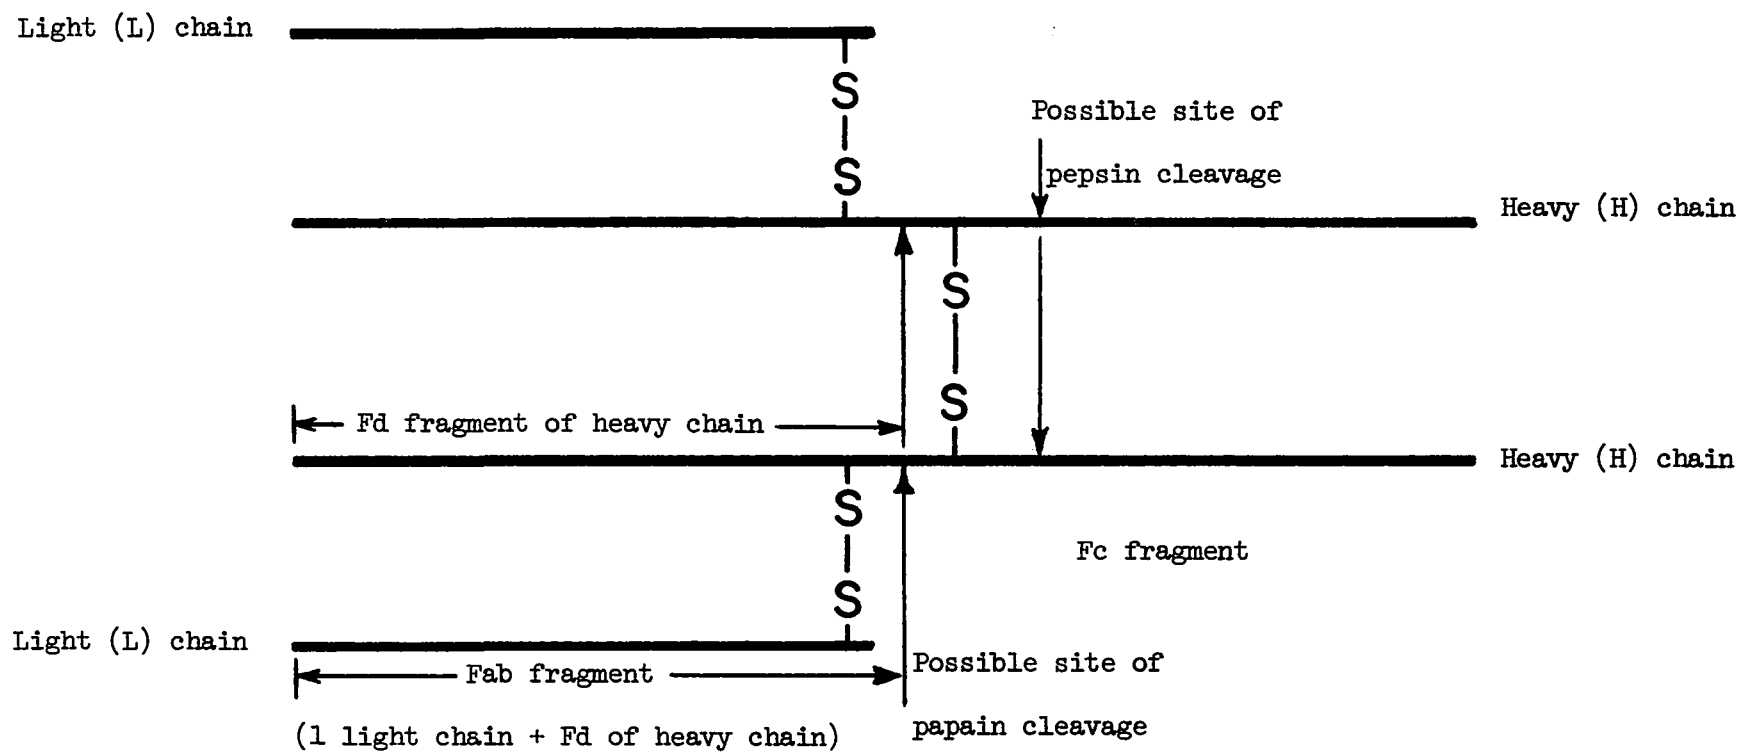 Light (L) chain
S
S
Possible site of
pepsin cleavage
Heavy (H) chain
S
S
Fd fragment of heavy chain
Heavy (H) chain
S
S
Fc fragment
Light (L) chain
Fab fragment
(1 light chain + Fd of heavy chain)
Possible site of
papain cleavage